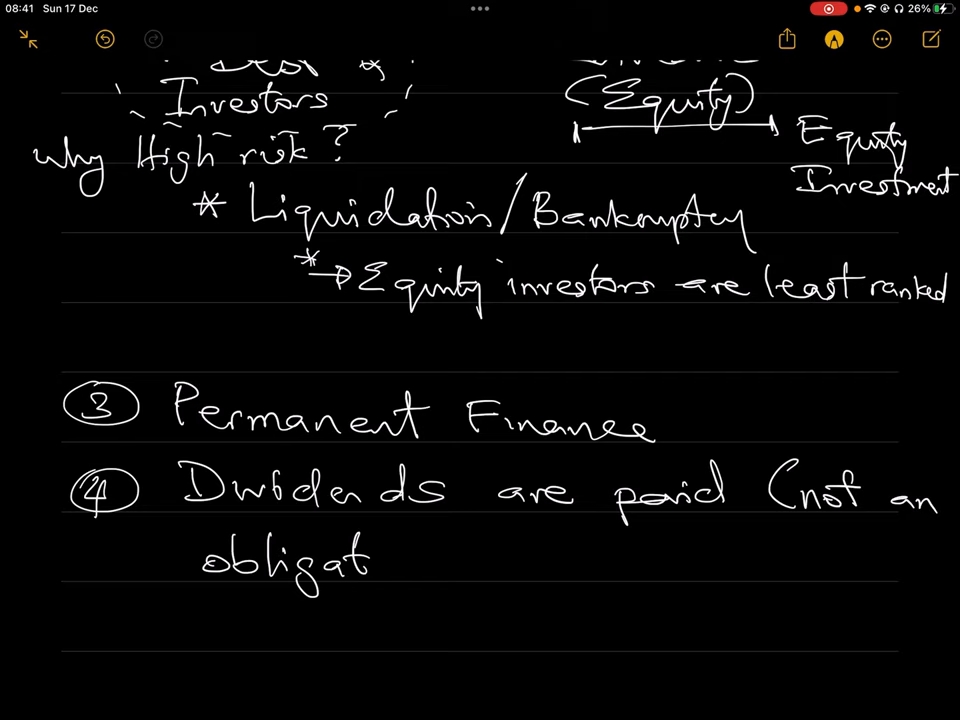 08:41 Sun 17 Dec
26%
Investors
(Equity)
Why High risk?
Equity
Investment
* Liquidation/Bankruptcy
* → Equity investors are least ranked
3 Permanent Finance
4 Dividends are paid (not an
obligat